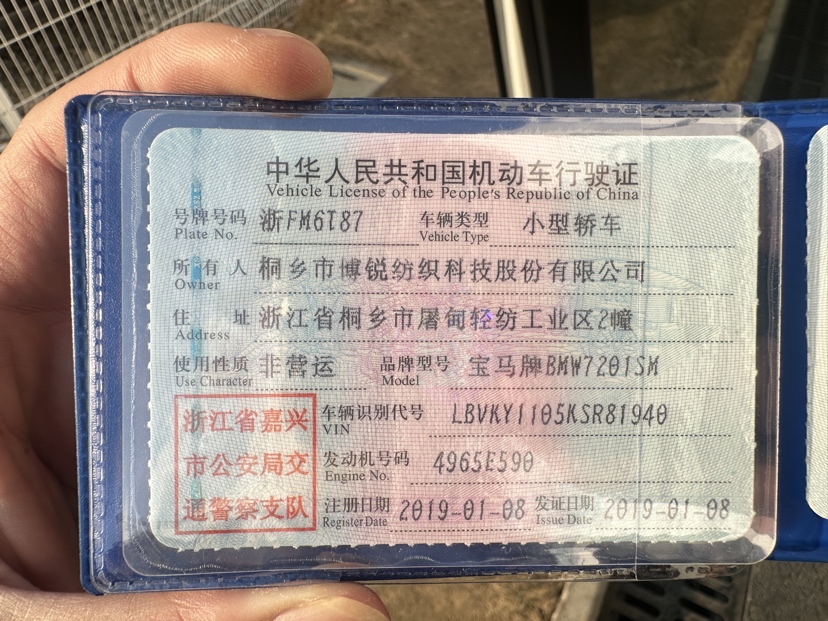 中华人民共和国机动车行驶证
Vehicle License of the People's Republic of China
号牌号码 浙FFM6T87 车辆类型 小型轿车
Plate No. Vehicle Type
所有人 桐乡市博锐纺织科技股份有限公司
Owner
住址 浙江省桐乡市屠甸轻纺工业区2幢
Address
使用性质 非营运 品牌型号 宝马牌BMW7201SM
Use Character Model
浙江省嘉兴
市公安局交
通警察支队
车辆识别代号 LBVKY1105KSR81940
VIN
发动机号码 4965E590
Engine No.
注册日期 2019-01-08 发证日期 2019-01-08
Register Date Issue Date